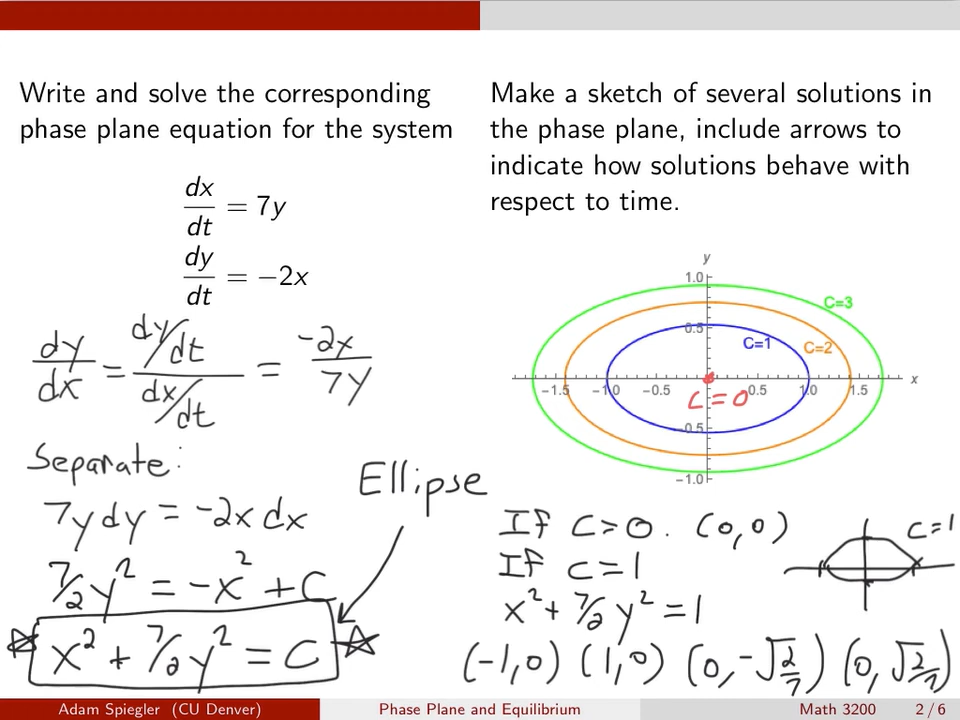 Write and solve the corresponding
phase plane equation for the system
dx/dt = 7y
dy/dt = −2x
dy/dx = (dy/dt)/(dx/dt) = -2x/7y
Separate:
7y dy = -2x dx
7/2 y² = -x² + C
x² + 7/2 y² = C
Ellipse
Make a sketch of several solutions in
the phase plane, include arrows to
indicate how solutions behave with
respect to time.
y
1.0
C=3
0.5
C=1
C=2
−1.5 −1.0 −0.5 0.5 1.0 1.5 x
C=0
−0.5
−1.0
If C>0. (0,0)
C=1
If C=1
x² + 7/2 y² = 1
(-1,0) (1,0) (0,-√2/7) (0,√2/7)
Adam Spiegler (CU Denver) Phase Plane and Equilibrium Math 3200 2 / 6